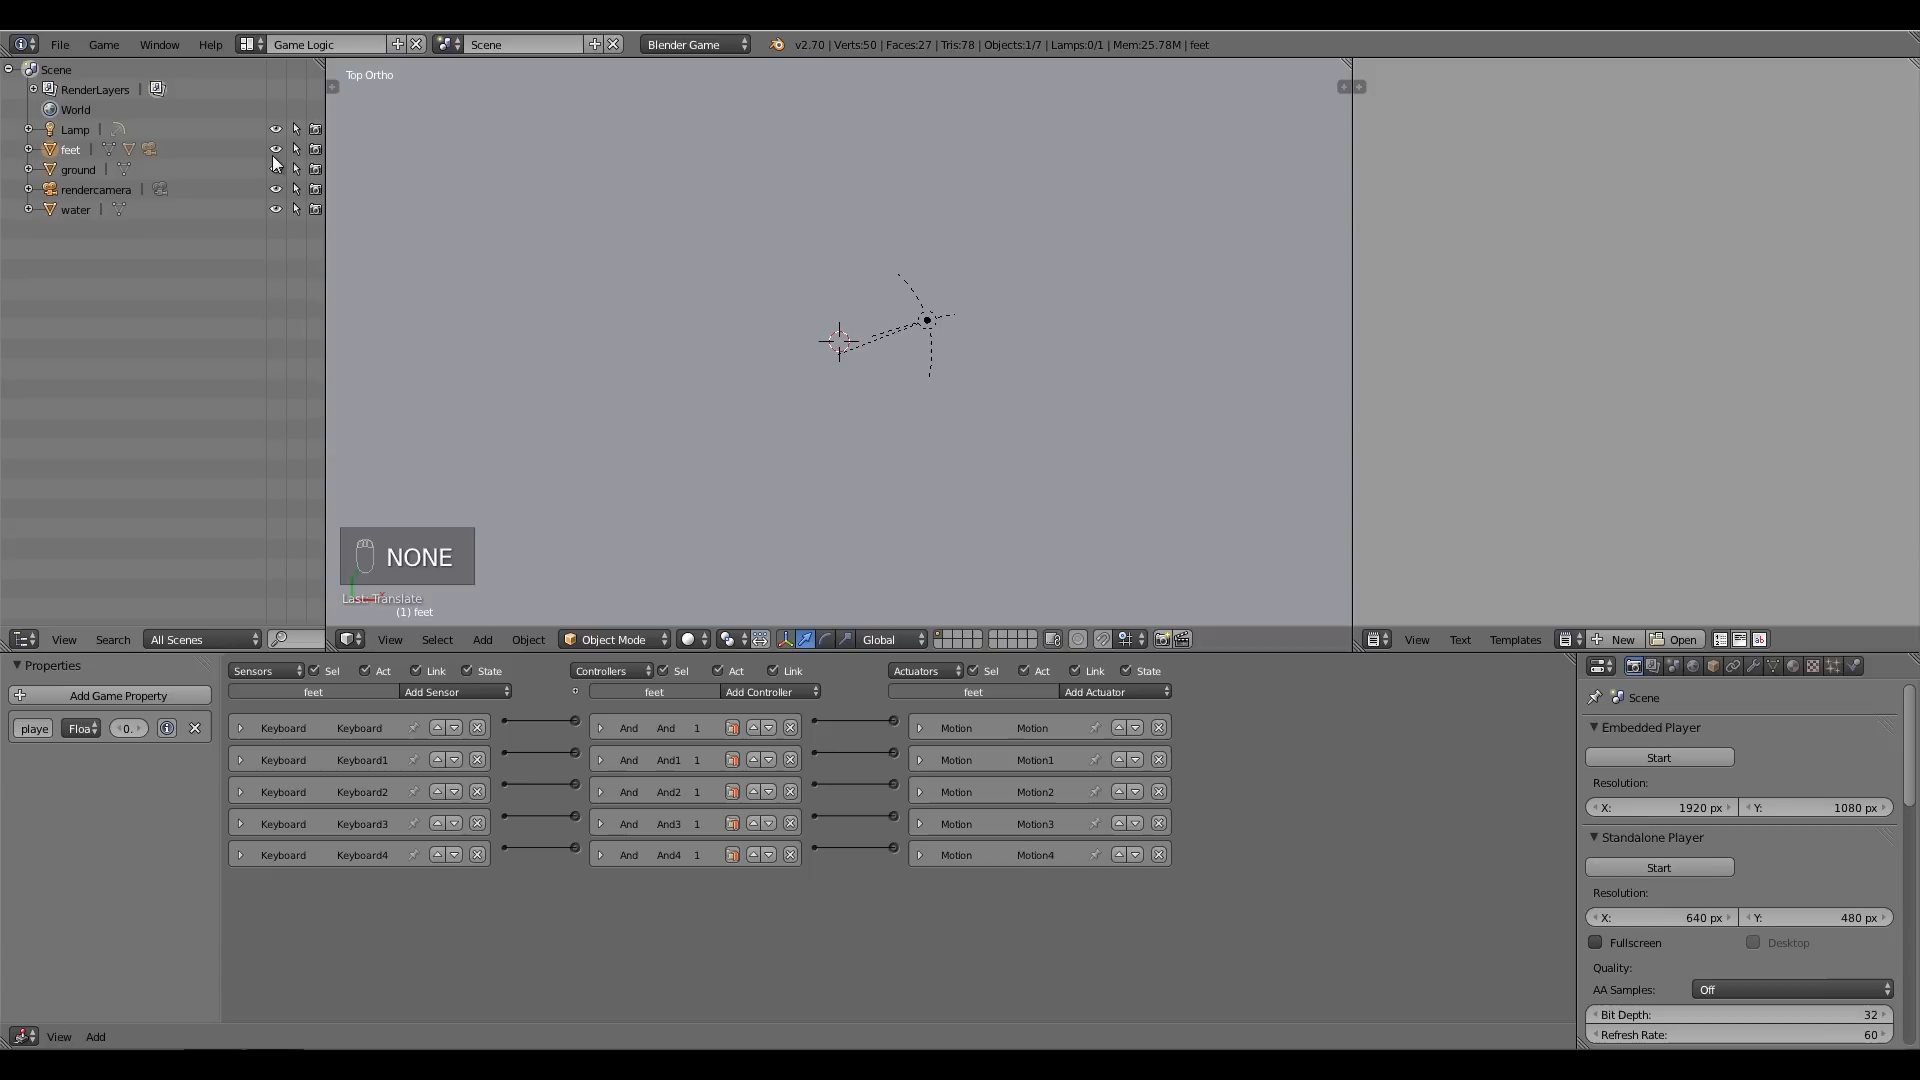 File Game Window Help Game Logic Scene Blender Game v2.70 | Verts:50 | Faces:27 | Tris:78 | Objects:1/7 | Lamps:0/1 | Mem:25.78M | feet
Scene
RenderLayers
World
Lamp
feet
ground
rendercamera
water
Top Ortho
NONE
Last: Translate
(1) feet
View Search All Scenes
View Select Add Object Object Mode Global
View Text Templates New Open
Properties
Add Game Property
playe Floa 0.
Sensors Sel Act Link State
feet Add Sensor
Keyboard Keyboard
Keyboard Keyboard1
Keyboard Keyboard2
Keyboard Keyboard3
Keyboard Keyboard4
Controllers Sel Act Link
feet Add Controller
And And 1
And And1 1
And And2 1
And And3 1
And And4 1
Actuators Sel Act Link State
feet Add Actuator
Motion Motion
Motion Motion1
Motion Motion2
Motion Motion3
Motion Motion4
View Add
Scene
Embedded Player
Start
Resolution:
X: 1920 px Y: 1080 px
Standalone Player
Start
Resolution:
X: 640 px Y: 480 px
Fullscreen Desktop
Quality:
AA Samples: Off
Bit Depth: 32
Refresh Rate: 60